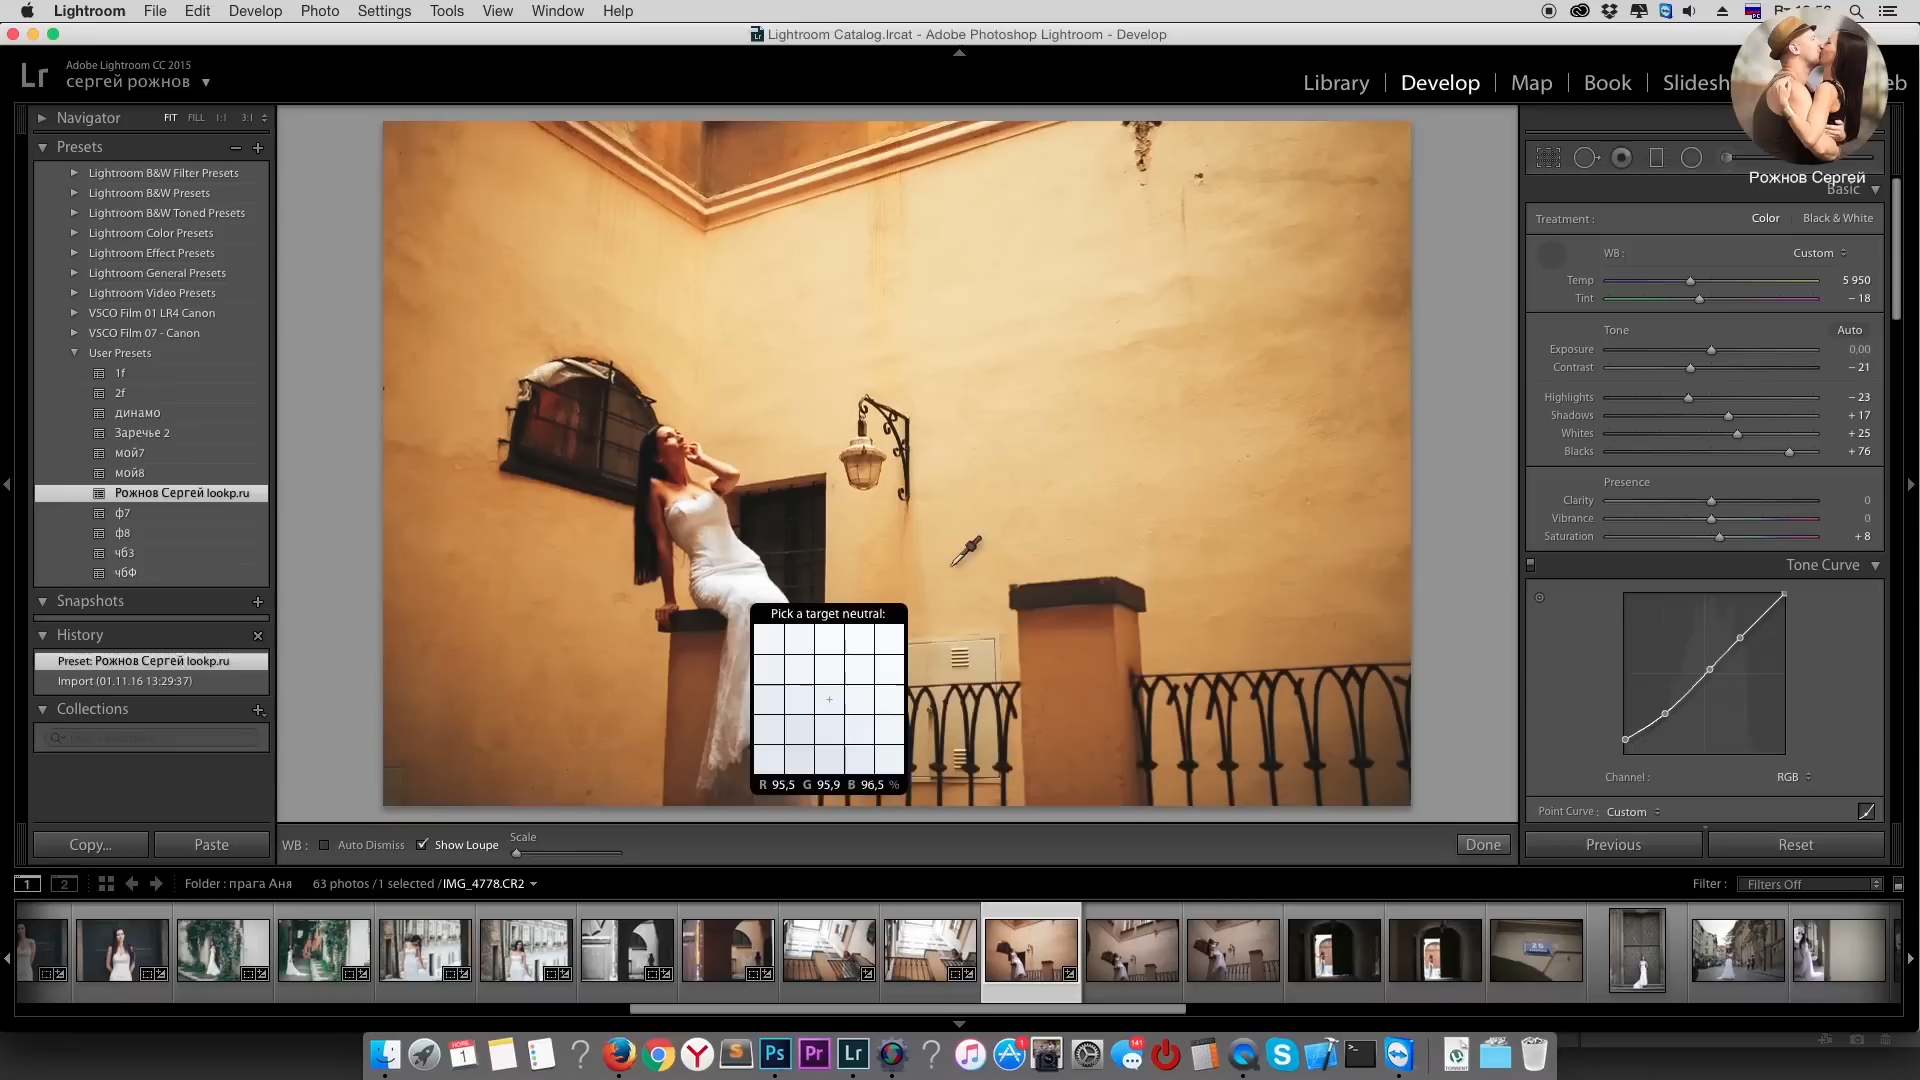 Lightroom File Edit Develop Photo Settings Tools View Window Help
Lightroom Catalog.lrcat - Adobe Photoshop Lightroom - Develop
Lr Adobe Lightroom CC 2015
сергей рожнов
Library Develop Map Book Slidesh eb
Рожнов Сергей
Navigator FIT FILL 1:1 3:1
Presets
Lightroom B&W Filter Presets
Lightroom B&W Presets
Lightroom B&W Toned Presets
Lightroom Color Presets
Lightroom Effect Presets
Lightroom General Presets
Lightroom Video Presets
VSCO Film 01 LR4 Canon
VSCO Film 07 - Canon
User Presets
1f
2f
динамо
Заречье 2
мой7
мой8
Рожнов Сергей lookp.ru
ф7
ф8
чб3
чбФ
Snapshots
History
Preset: Рожнов Сергей lookp.ru
Import (01.11.16 13:29:37)
Collections
Copy... Paste
Pick a target neutral:
R 95,5 G 95,9 B 96,5 %
WB: Auto Dismiss Show Loupe Scale
Done
Basic
Treatment : Color Black & White
WB: Custom
Temp 5 950
Tint – 18
Tone Auto
Exposure 0,00
Contrast – 21
Highlights – 23
Shadows + 17
Whites + 25
Blacks + 76
Presence
Clarity 0
Vibrance 0
Saturation + 8
Tone Curve
Channel : RGB
Point Curve : Custom
Previous Reset
1 2 Folder : прага Аня 63 photos /1 selected /IMG_4778.CR2
Filter : Filters Off
Ps Pr Lr